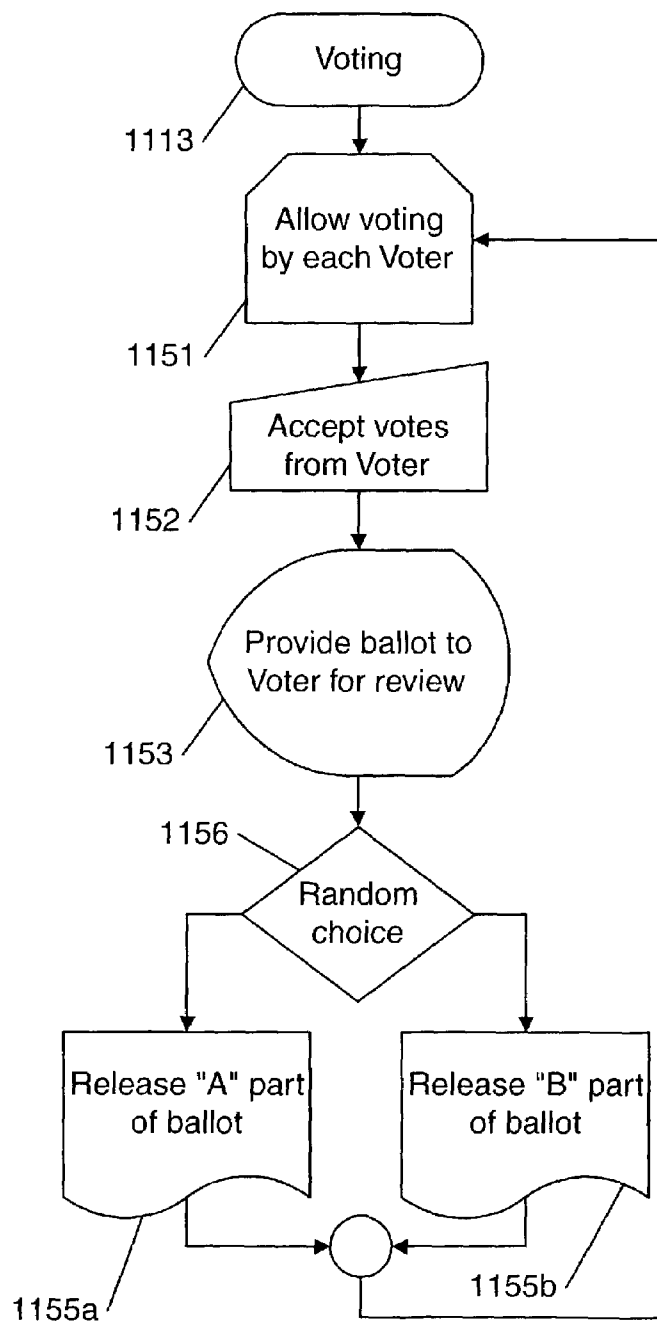 Voting
1113
Allow voting
by each Voter
1151
Accept votes
from Voter
1152
Provide ballot to
Voter for review
1153
1156
Random
choice
Release "A" part
of ballot
Release "B" part
of ballot
1155a
1155b